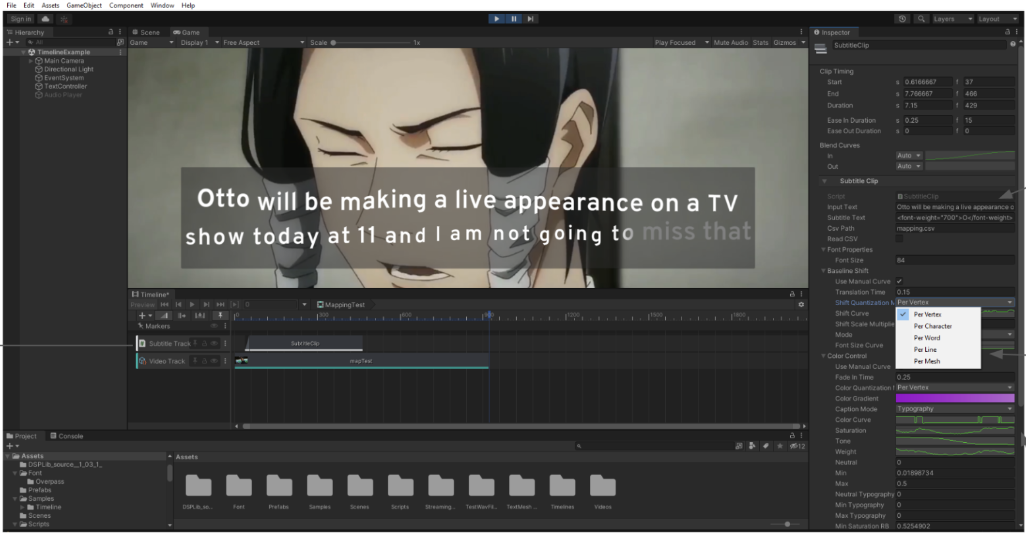 File Edit Assets GameObject Component Window Help
Sign in
Layers Layout
Hierarchy
All
TimelineExample
Main Camera
Directional Light
EventSystem
TextController
Audio Player
Scene Game
Game Display 1 Free Aspect Scale 1x Play Focused Mute Audio Stats Gizmos
Otto will be making a live appearance on a TV
show today at 11 and I am not going to miss that
Timeline*
Preview 0 MappingTest
Markers
Subtitle Track SubtitleClip
Video Track mapTest
Project Console
12
Assets
DSPLib_source__1_03_1_
Font
Overpass
Prefabs
Samples
Timeline
Scenes
Scripts
Assets
DSPLib_so... Font Prefabs Samples Scenes Scripts Streaming... TestWavFil... TextMesh... Timelines Videos
Inspector
SubtitleClip
Clip Timing
Start s 0.6166667 f 37
End s 7.766667 f 466
Duration s 7.15 f 429
Ease In Duration s 0.25 f 15
Ease Out Duration s 0 f 0
Blend Curves
In Auto
Out Auto
Subtitle Clip
Script SubtitleClip
Input Text Otto will be making a live appearance o
Subtitle Text <font-weight="700">O</font-weight>
Csv Path mapping.csv
Read CSV
Font Properties
Font Size 64
Baseline Shift
Use Manual Curve
Translation Time 0.15
Shift Quantization M Per Vertex
Shift Curve Per Vertex
Shift Scale Multiplie Per Character
Mode Per Word
Font Size Curve Per Line
Color Control Per Mesh
Use Manual Curve
Fade In Time 0.25
Color Quantization Per Vertex
Color Gradient
Caption Mode Typography
Color Curve
Saturation
Tone
Weight
Neutral 0
Min 0.01898734
Max 0.5
Neutral Typography 0
Min Typography 0
Max Typography 0
Min Saturation RB 0.5254902